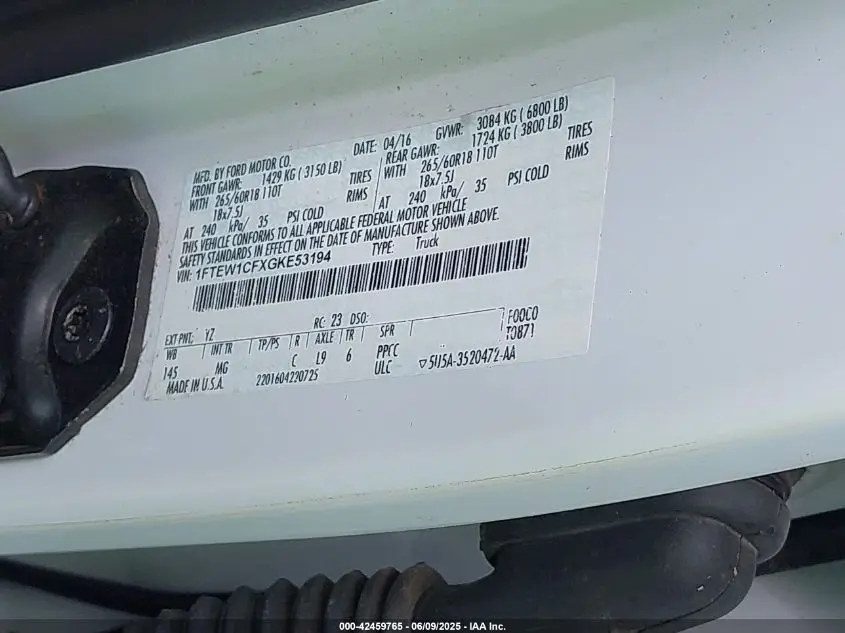 MFD. BY FORD MOTOR CO.
DATE: 04/16 GVWR: 3084 KG ( 6800 LB)
FRONT GAWR: 1429 KG ( 3150 LB) REAR GAWR: 1724 KG ( 3800 LB)
WITH 265/60R18 110T TIRES WITH 265/60R18 110T TIRES
18x7.5J RIMS 18x7.5J RIMS
AT 240 kPa/ 35 PSI COLD AT 240 kPa/ 35 PSI COLD
THIS VEHICLE CONFORMS TO ALL APPLICABLE FEDERAL MOTOR VEHICLE
SAFETY STANDARDS IN EFFECT ON THE DATE OF MANUFACTURE SHOWN ABOVE.
VIN: 1FTEW1CFXGKE53194 TYPE: Truck
EXT PNT: YZ RC: 23 DSO:
WB INT TR TP/PS R AXLE TR SPR
145 MG C L9 6 PPCC
ULC
F00C0
T0871
MADE IN U.S.A. 2201604220725 5U5A-3520472-AA
000-42459765 - 06/09/2025 - IAA Inc.